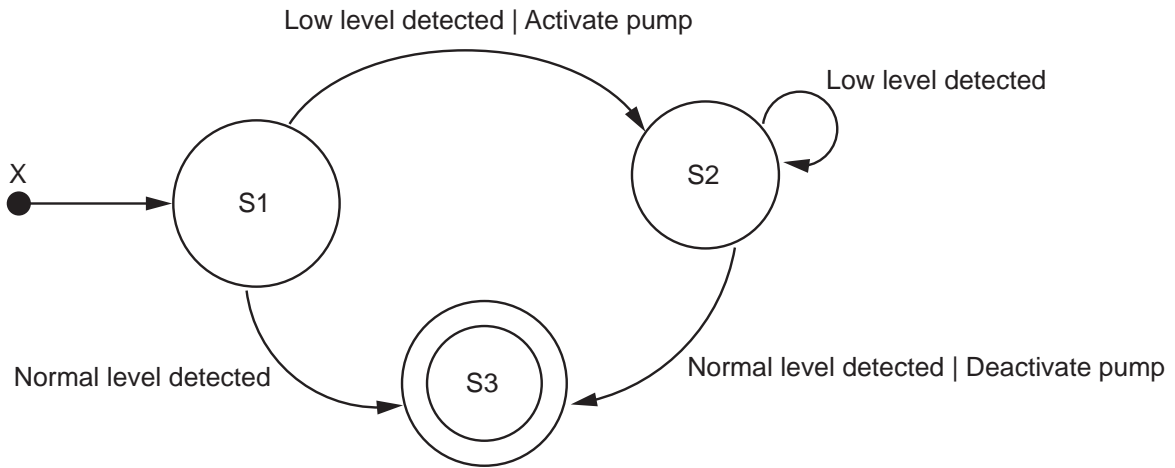 Low level detected | Activate pump
Low level detected
X
S1
S2
Normal level detected
S3
Normal level detected | Deactivate pump